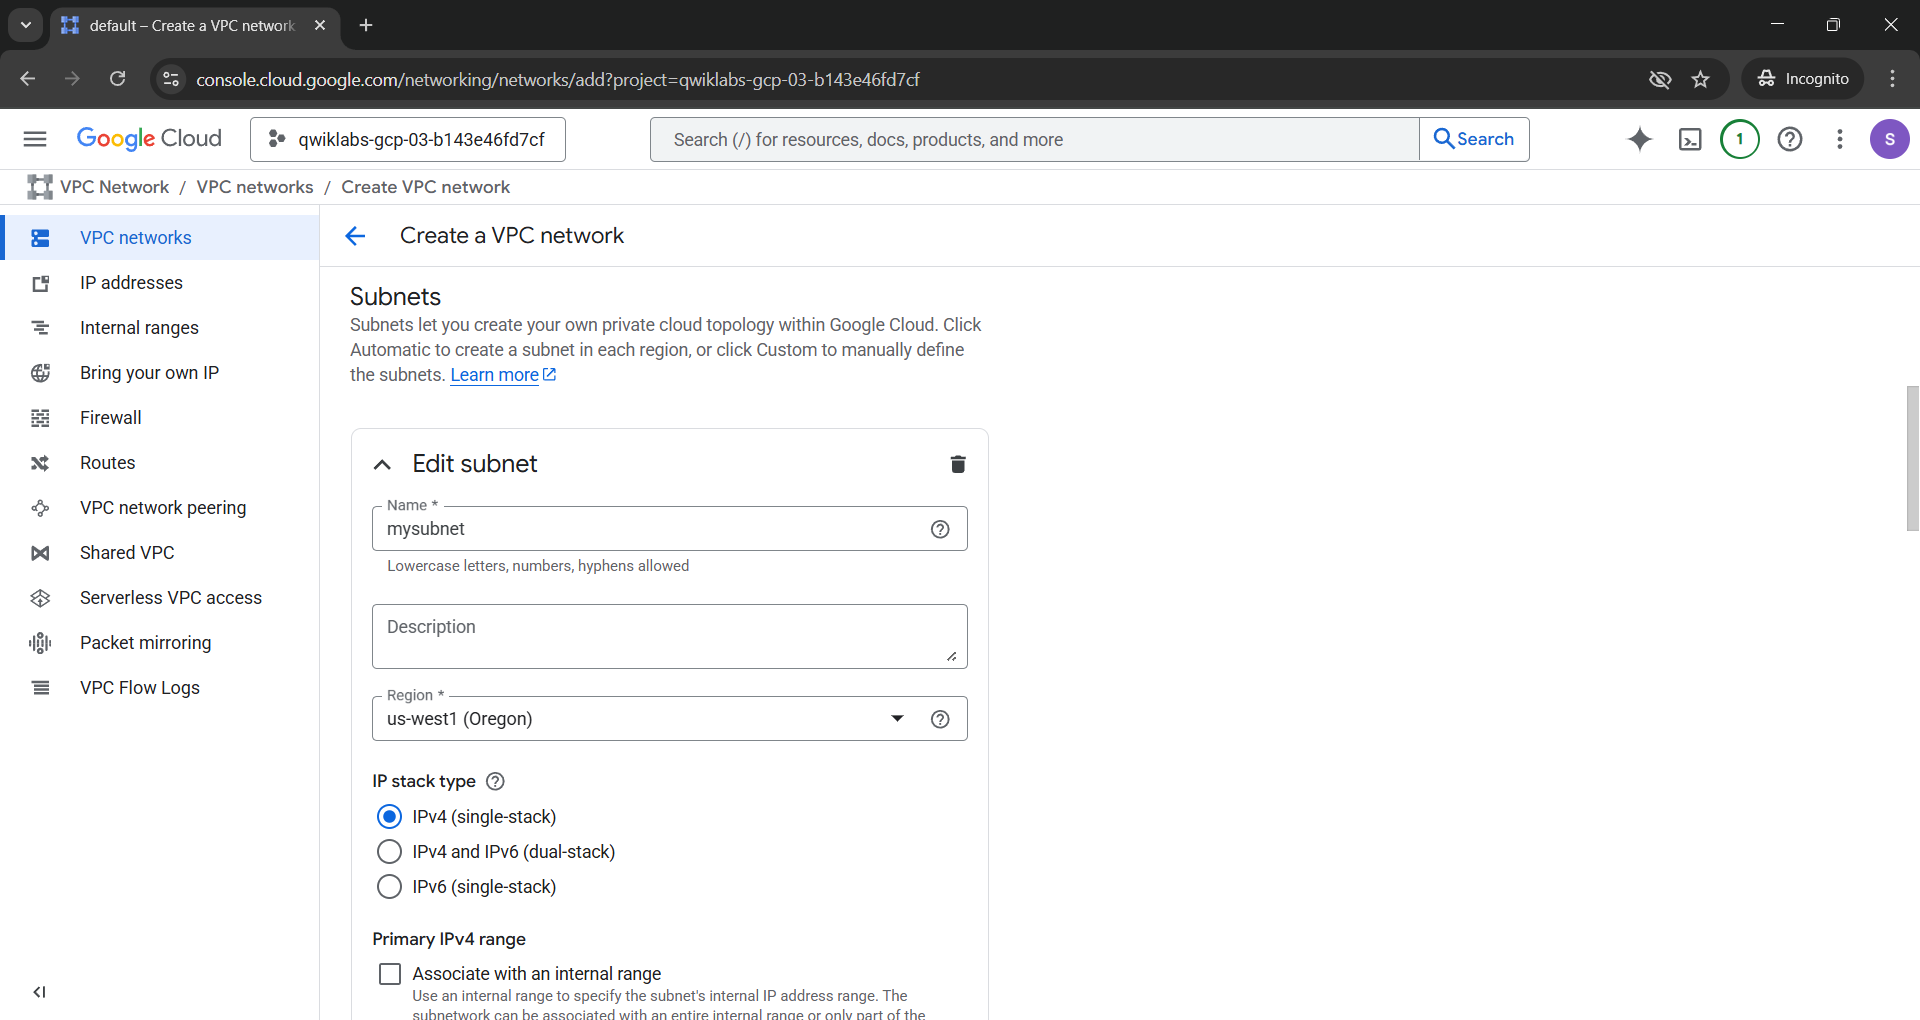 default – Create a VPC network
console.cloud.google.com/networking/networks/add?project=qwiklabs-gcp-03-b143e46fd7cf
Incognito
Google Cloud
qwiklabs-gcp-03-b143e46fd7cf
Search (/) for resources, docs, products, and more
Search
1
S
VPC Network / VPC networks / Create VPC network
VPC networks
IP addresses
Internal ranges
Bring your own IP
Firewall
Routes
VPC network peering
Shared VPC
Serverless VPC access
Packet mirroring
VPC Flow Logs
Create a VPC network
Subnets
Subnets let you create your own private cloud topology within Google Cloud. Click
Automatic to create a subnet in each region, or click Custom to manually define
the subnets. Learn more
Edit subnet
Name *
mysubnet
Lowercase letters, numbers, hyphens allowed
Description
Region *
us-west1 (Oregon)
IP stack type
IPv4 (single-stack)
IPv4 and IPv6 (dual-stack)
IPv6 (single-stack)
Primary IPv4 range
Associate with an internal range
Use an internal range to specify the subnet's internal IP address range. The
subnetwork can be associated with an entire internal range or only part of the